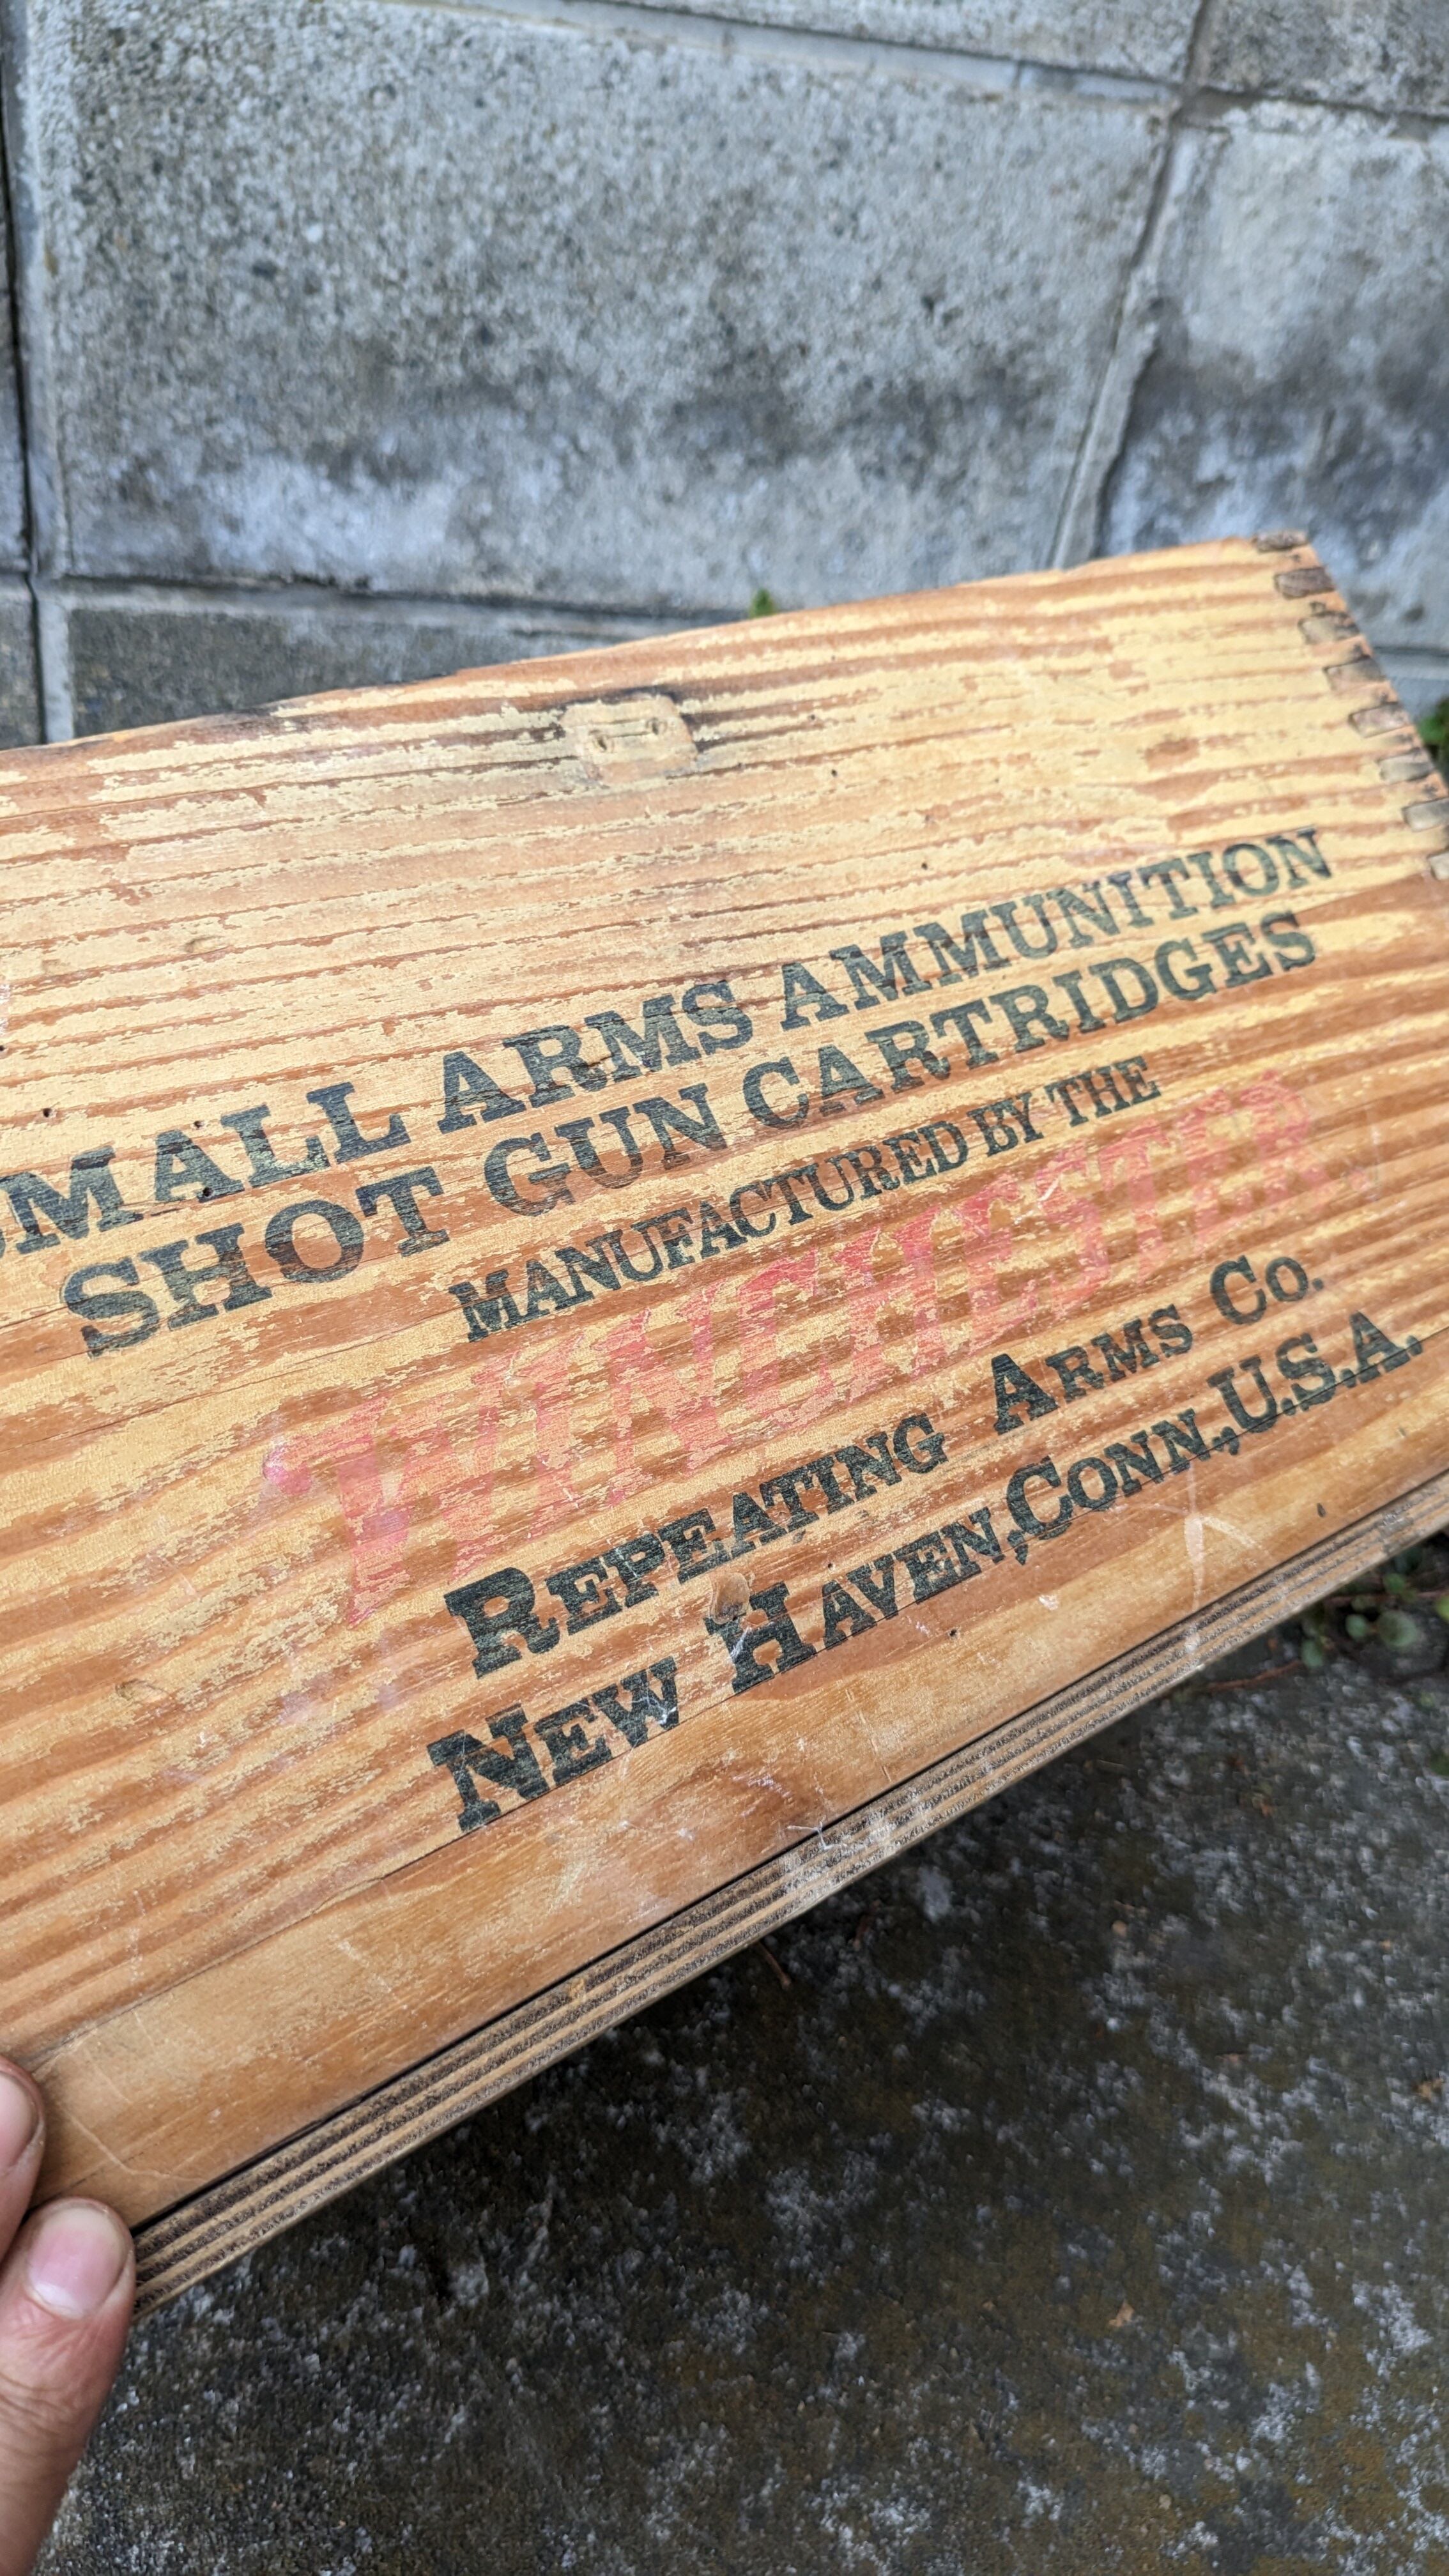 SMALL ARMS AMMUNITION
SHOT GUN CARTRIDGES
MANUFACTURED BY THE
WINCHESTER
REPEATING ARMS CO.
NEW HAVEN, CONN., U.S.A.